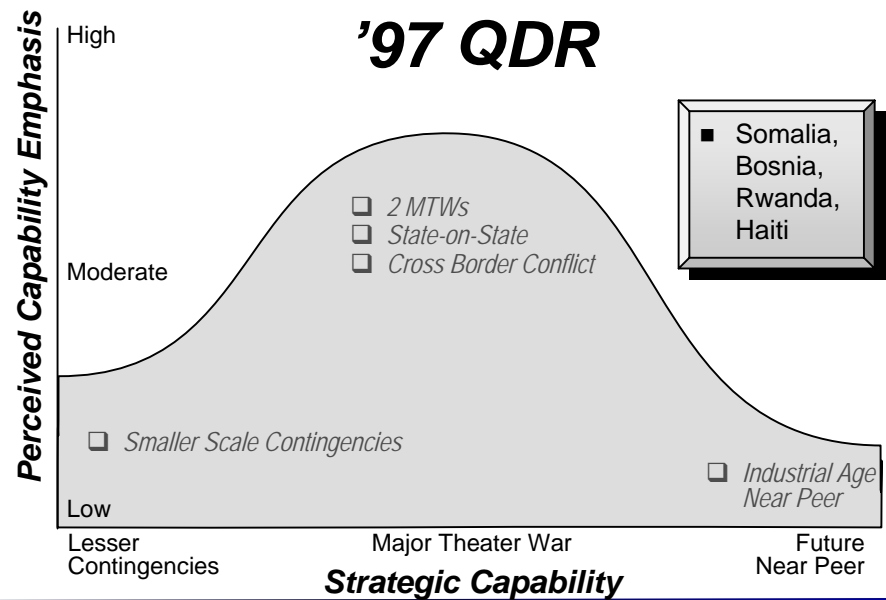 '97 QDR
Perceived Capability Emphasis
High
Moderate
Low
■ Somalia,
Bosnia,
Rwanda,
Haiti
❑ 2 MTWs
❑ State-on-State
❑ Cross Border Conflict
❑ Smaller Scale Contingencies
❑ Industrial Age
Near Peer
Lesser
Contingencies
Major Theater War
Future
Near Peer
Strategic Capability